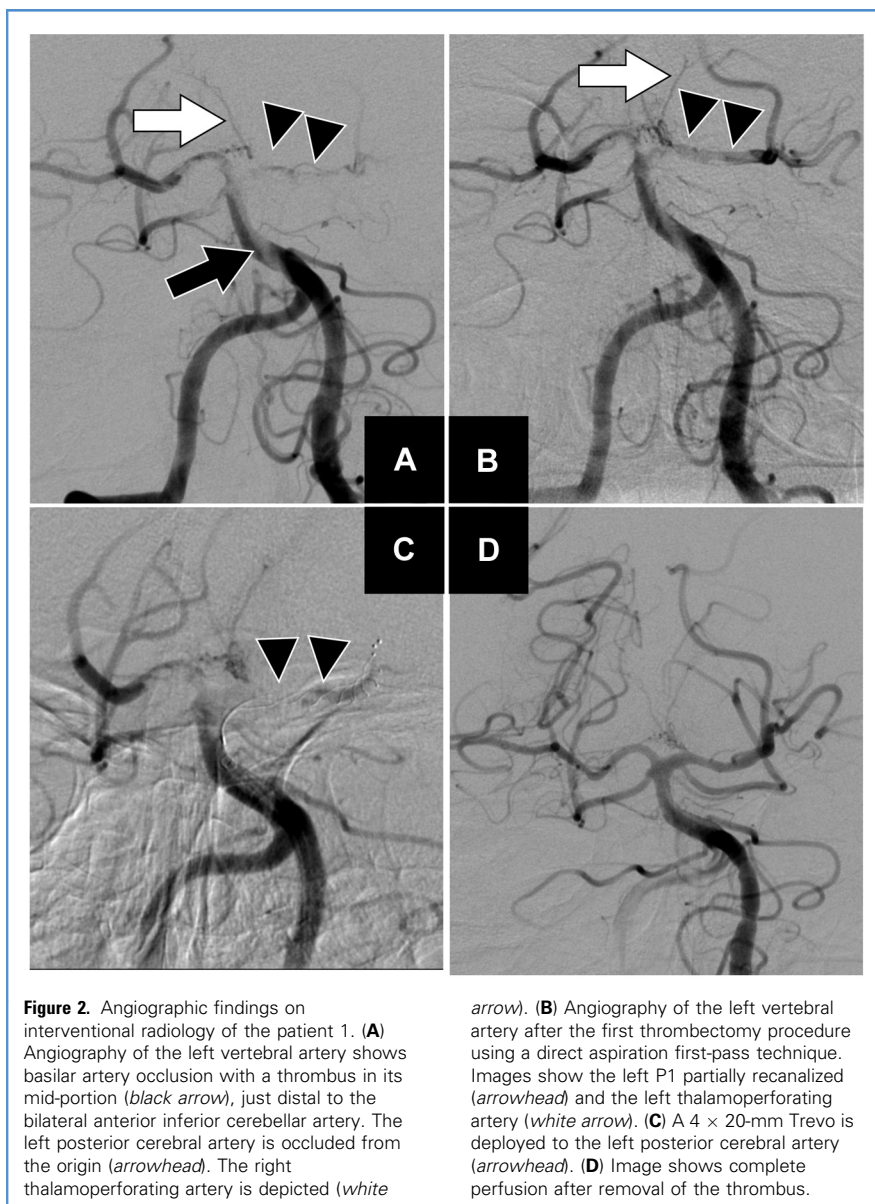 A
B
C
D
Figure 2. Angiographic findings on
interventional radiology of the patient 1. (A)
Angiography of the left vertebral artery shows
basilar artery occlusion with a thrombus in its
mid-portion (black arrow), just distal to the
bilateral anterior inferior cerebellar artery. The
left posterior cerebral artery is occluded from
the origin (arrowhead). The right
thalamoperforating artery is depicted (white
arrow). (B) Angiography of the left vertebral
artery after the first thrombectomy procedure
using a direct aspiration first-pass technique.
Images show the left P1 partially recanalized
(arrowhead) and the left thalamoperforating
artery (white arrow). (C) A 4 × 20-mm Trevo is
deployed to the left posterior cerebral artery
(arrowhead). (D) Image shows complete
perfusion after removal of the thrombus.